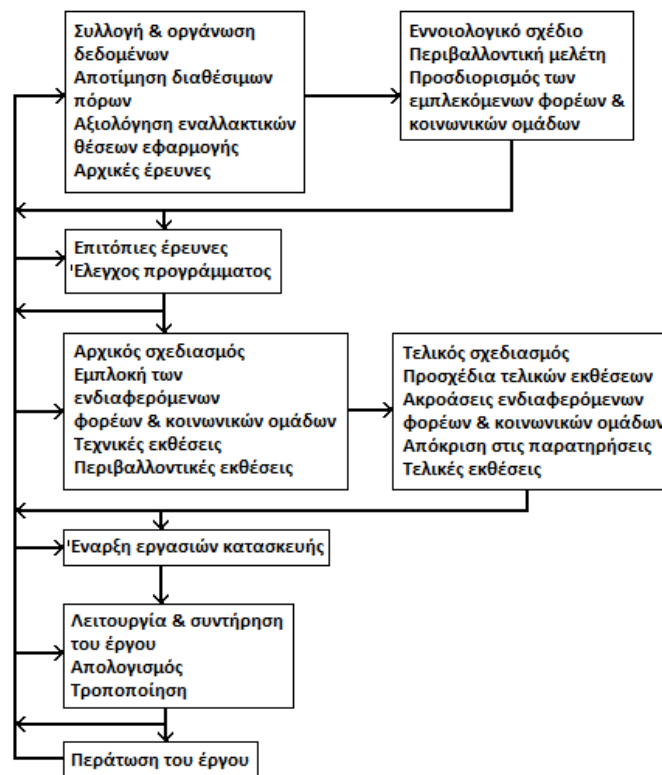 Συλλογή & οργάνωση
δεδομένων
Αποτίμηση διαθέσιμων
πόρων
Αξιολόγηση εναλλακτικών
θέσεων εφαρμογής
Αρχικές έρευνες
Εννοιολογικό σχέδιο
Περιβαλλοντική μελέτη
Προσδιορισμός των
εμπλεκόμενων φορέων &
κοινωνικών ομάδων
Επιτόπιες έρευνες
'Ελεγχος προγράμματος
Αρχικός σχεδιασμός
Εμπλοκή των
ενδιαφερόμενων
φορέων & κοινωνικών ομάδων
Τεχνικές εκθέσεις
Περιβαλλοντικές εκθέσεις
Τελικός σχεδιασμός
Προσχέδια τελικών εκθέσεων
Ακροάσεις ενδιαφερόμενων
φορέων & κοινωνικών ομάδων
Απόκριση στις παρατηρήσεις
Τελικές εκθέσεις
'Εναρξη εργασιών κατασκευής
Λειτουργία & συντήρηση
του έργου
Απολογισμός
Τροποποίηση
Περάτωση του έργου